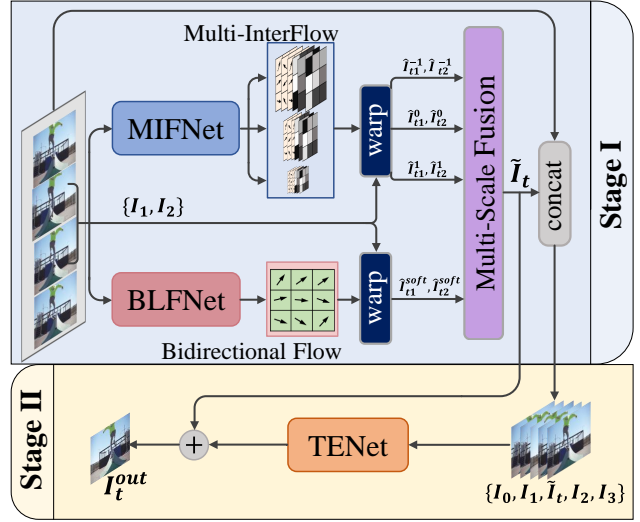 Multi-InterFlow
MIFNet
warp
Î_{t1}^{-1}, Î_{t2}^{-1}
Î_{t1}^{0}, Î_{t2}^{0}
Î_{t1}^{1}, Î_{t2}^{1}
Multi-Scale Fusion
Ĩ_t
concat
Stage I
{I_1, I_2}
BLFNet
Bidirectional Flow
warp
Î_{t1}^{soft}, Î_{t2}^{soft}
Stage II
I_t^{out}
+
TENet
{I_0, I_1, Ĩ_t, I_2, I_3}